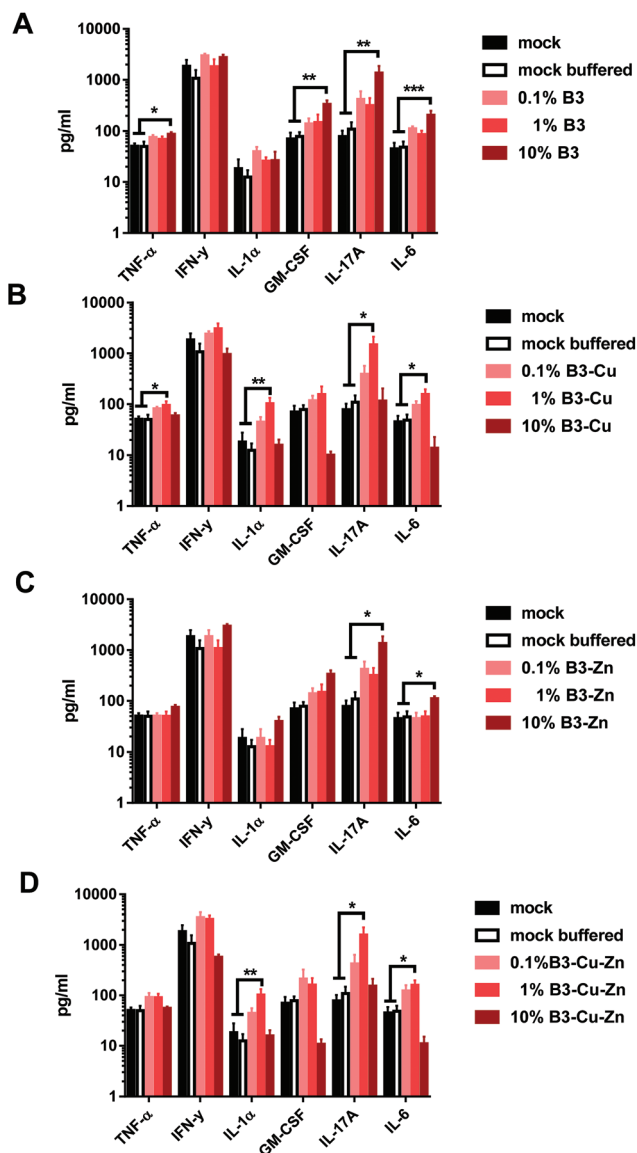 A
10000
1000
100
10
1
pg/ml
*
**
**
***
TNF-α
IFN-y
IL-1α
GM-CSF
IL-17A
IL-6
mock
mock buffered
0.1% B3
1% B3
10% B3
B
10000
1000
100
10
1
pg/ml
*
**
*
*
TNF-α
IFN-y
IL-1α
GM-CSF
IL-17A
IL-6
mock
mock buffered
0.1% B3-Cu
1% B3-Cu
10% B3-Cu
C
10000
1000
100
10
1
pg/ml
*
*
TNF-α
IFN-y
IL-1α
GM-CSF
IL-17A
IL-6
mock
mock buffered
0.1% B3-Zn
1% B3-Zn
10% B3-Zn
D
10000
1000
100
10
1
pg/ml
**
*
*
TNF-α
IFN-y
IL-1α
GM-CSF
IL-17A
IL-6
mock
mock buffered
0.1%B3-Cu-Zn
1% B3-Cu-Zn
10% B3-Cu-Zn